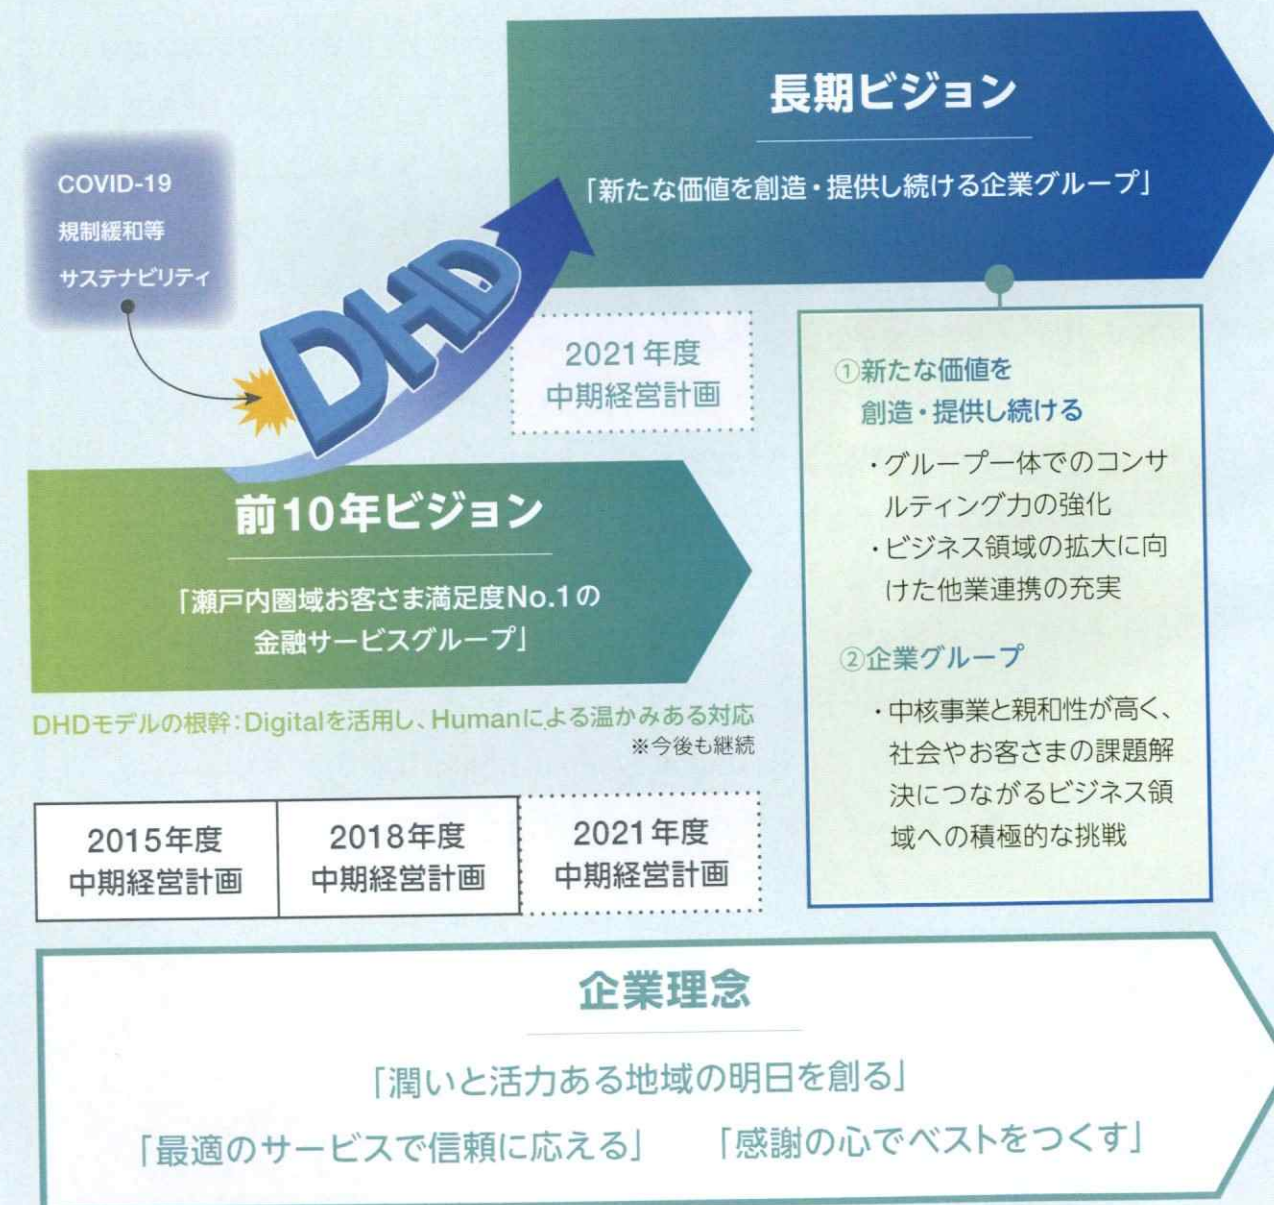 長期ビジョン
「新たな価値を創造・提供し続ける企業グループ」
COVID-19
規制緩和等
サステナビリティ
DHD
2021年度
中期経営計画
①新たな価値を
創造・提供し続ける
・グループ一体でのコンサ
ルティング力の強化
・ビジネス領域の拡大に向
けた他業連携の充実
②企業グループ
・中核事業と親和性が高く、
社会やお客さまの課題解
決につながるビジネス領
域への積極的な挑戦
前10年ビジョン
「瀬戸内圏域お客さま満足度No.1の
金融サービスグループ」
DHDモデルの根幹：Digitalを活用し、Humanによる温かみある対応
※今後も継続
2015年度
中期経営計画
2018年度
中期経営計画
2021年度
中期経営計画
企業理念
「潤いと活力ある地域の明日を創る」
「最適のサービスで信頼に応える」　「感謝の心でベストをつくす」